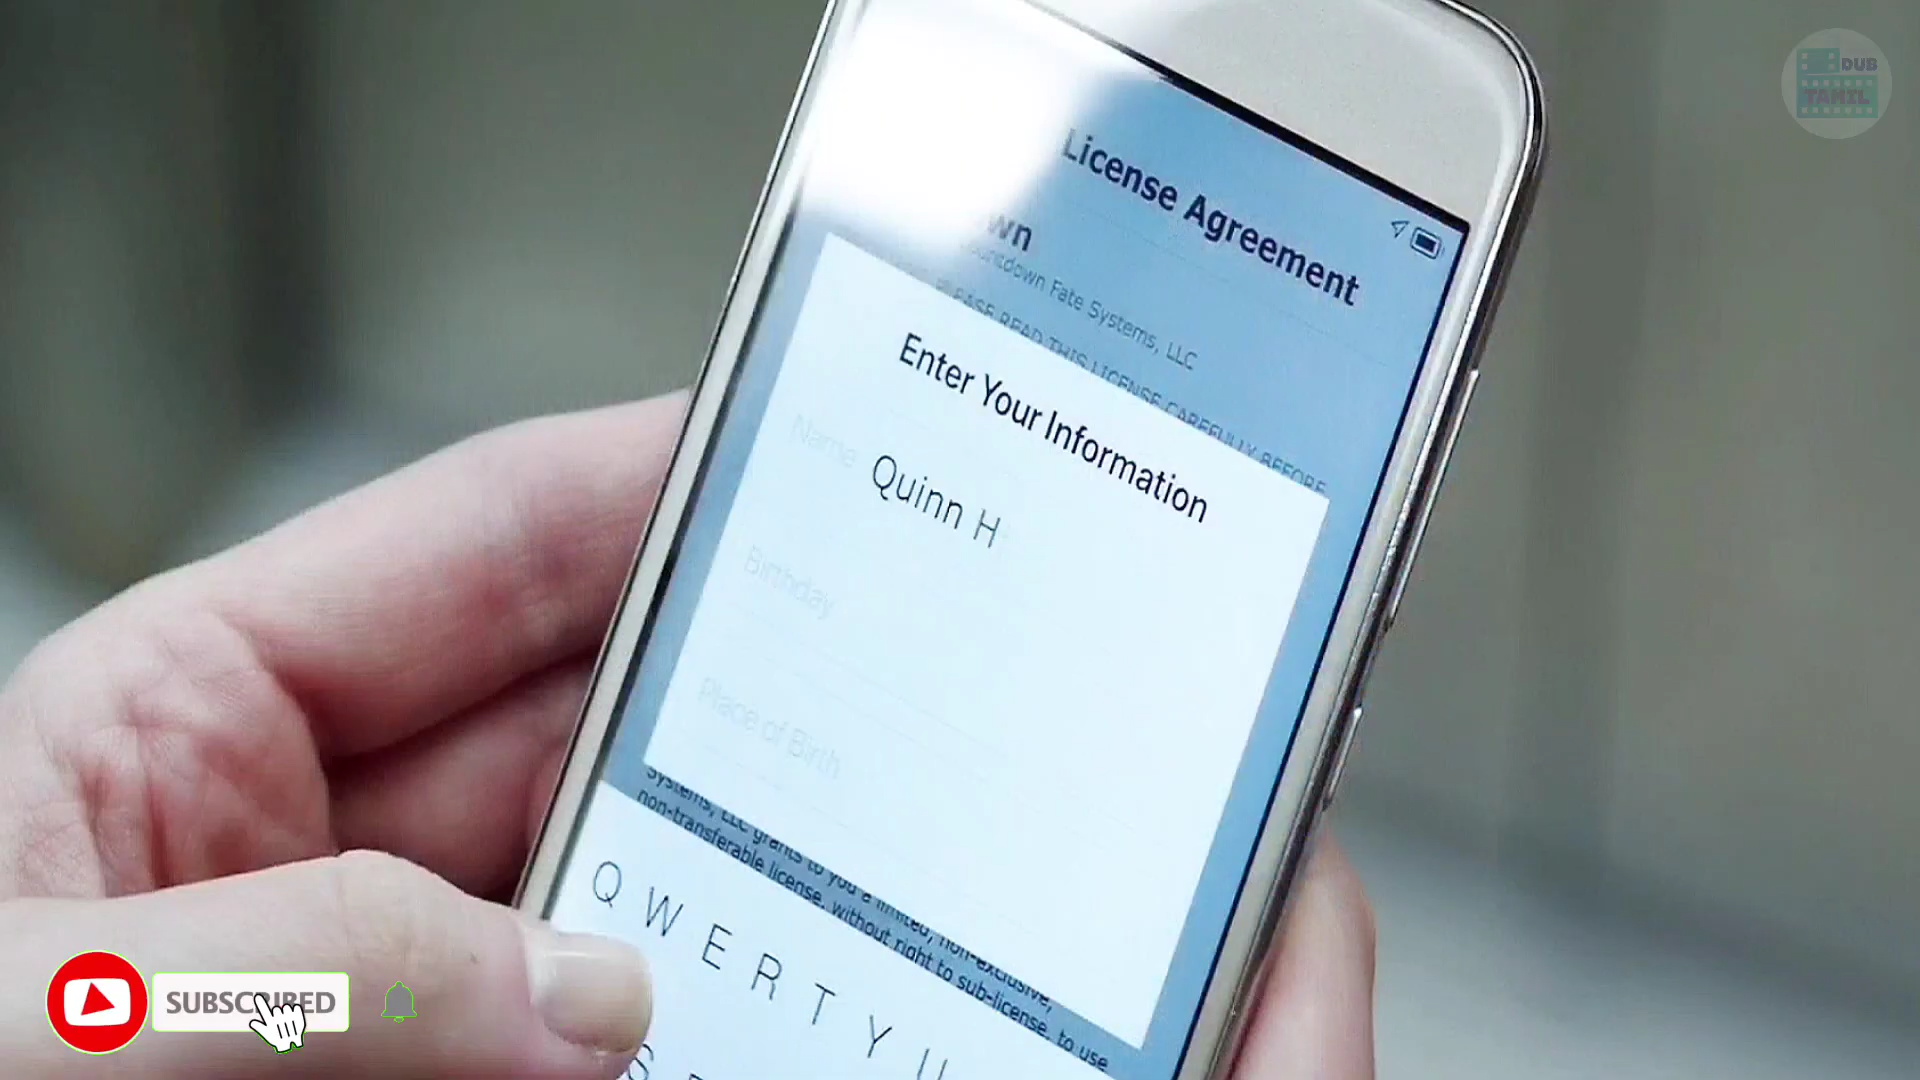 DUB
TAMIL
License Agreement
wn
ountdown Fate Systems, LLC
PLEASE READ THIS LICENSE CAREFULLY BEFORE
Enter Your Information
Name Quinn H
Birthday
Place of Birth
Systems, LLC grants to you a limited, non-exclusive,
non-transferable license, without right to sub-license, to use
Q W E R T Y U
S
SUBSCRIBED